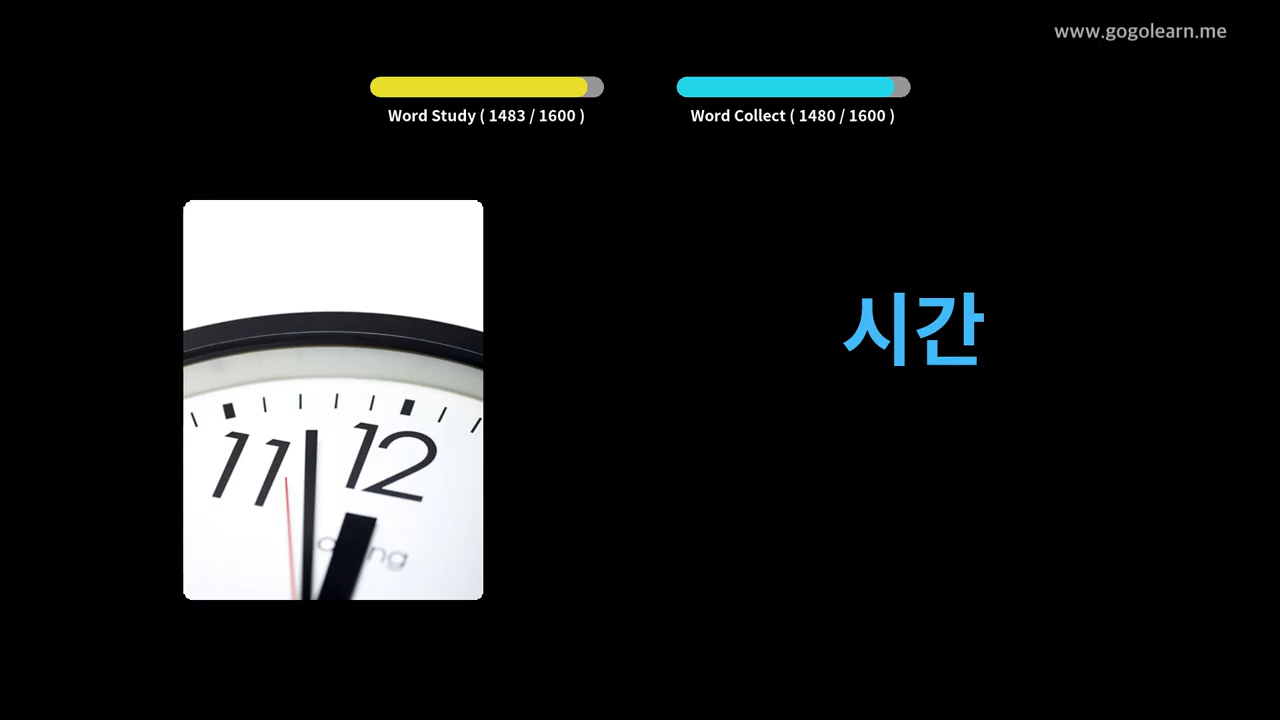 www.gogolearn.me
Word Study ( 1483 / 1600 )
Word Collect ( 1480 / 1600 )
시간
11
12